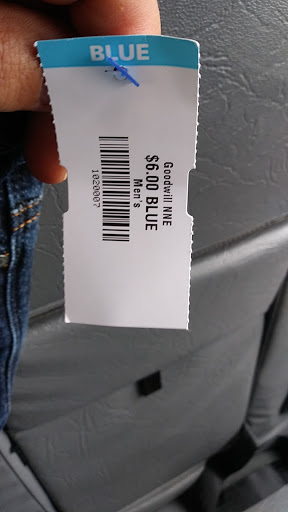 BLUE
Goodwill NNE
$6.00 BLUE
Men's
1020007